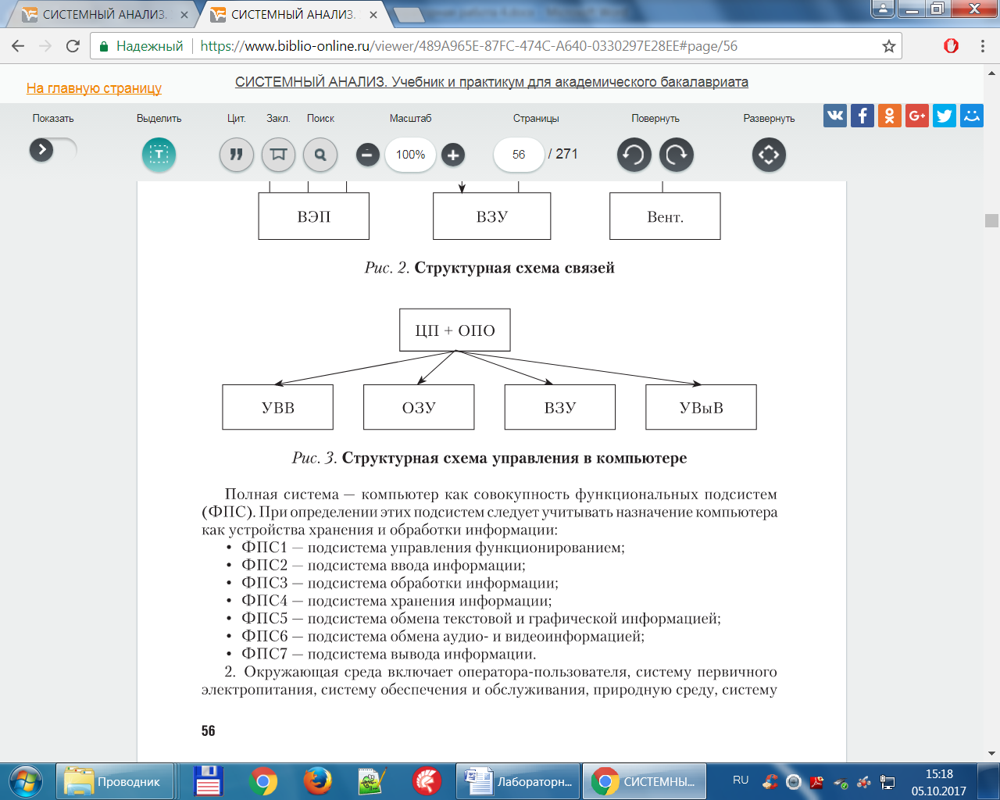 СИСТЕМНЫЙ АНАЛИЗ.
СИСТЕМНЫЙ АНАЛИЗ.
Надежный
https://www.biblio-online.ru/viewer/489A965E-87FC-474C-A640-0330297E28EE#page/56
На главную страницу
СИСТЕМНЫЙ АНАЛИЗ. Учебник и практикум для академического бакалавриата
Показать
Выделить
Цит.
Закл.
Поиск
Масштаб
Страницы
Повернуть
Развернуть
100%
56 / 271
ВЭП
ВЗУ
Вент.
Рис. 2. Структурная схема связей
ЦП + ОПО
УВВ
ОЗУ
ВЗУ
УВыВ
Рис. 3. Структурная схема управления в компьютере
Полная система — компьютер как совокупность функциональных подсистем
(ФПС). При определении этих подсистем следует учитывать назначение компьютера
как устройства хранения и обработки информации:
• ФПС1 — подсистема управления функционированием;
• ФПС2 — подсистема ввода информации;
• ФПС3 — подсистема обработки информации;
• ФПС4 — подсистема хранения информации;
• ФПС5 — подсистема обмена текстовой и графической информацией;
• ФПС6 — подсистема обмена аудио- и видеоинформацией;
• ФПС7 — подсистема вывода информации.
2. Окружающая среда включает оператора-пользователя, систему первичного
электропитания, систему обеспечения и обслуживания, природную среду, систему
56
Проводник
Лабораторн...
СИСТЕМНЫ...
RU
15:18
05.10.2017